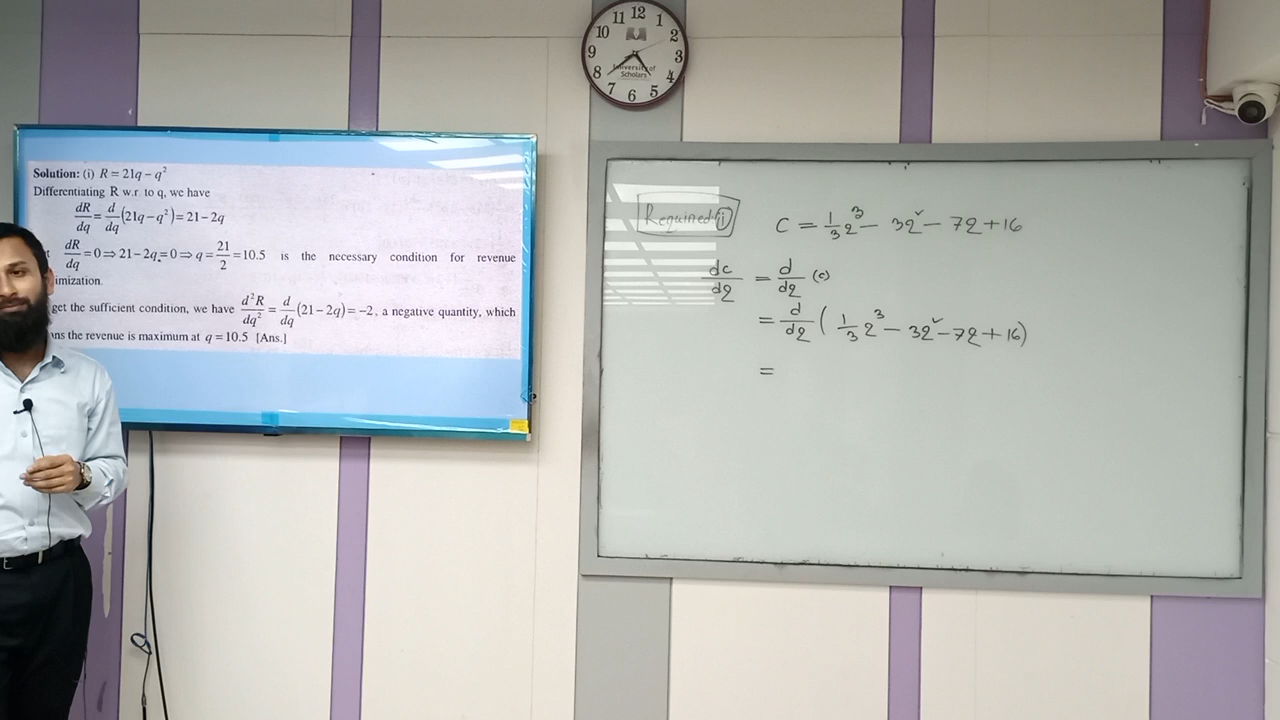 Solution: (i) R = 21q − q²
Differentiating R w.r to q, we have
dR/dq = d/dq (21q − q²) = 21 − 2q
dR/dq = 0 ⇒ 21 − 2q = 0 ⇒ q = 21/2 = 10.5 is the necessary condition for revenue
imization.
get the sufficient condition, we have d²R/dq² = d/dq (21 − 2q) = −2, a negative quantity, which
ns the revenue is maximum at q = 10.5 [Ans.]
12 1 2 3 4 5 6 7 8 9 10 11
University of
Scholars
Required (i)
C = 1/3 q³ − 3q² − 7q + 16
dc/dq = d/dq (c)
= d/dq ( 1/3 q³ − 3q² − 7q + 16)
=